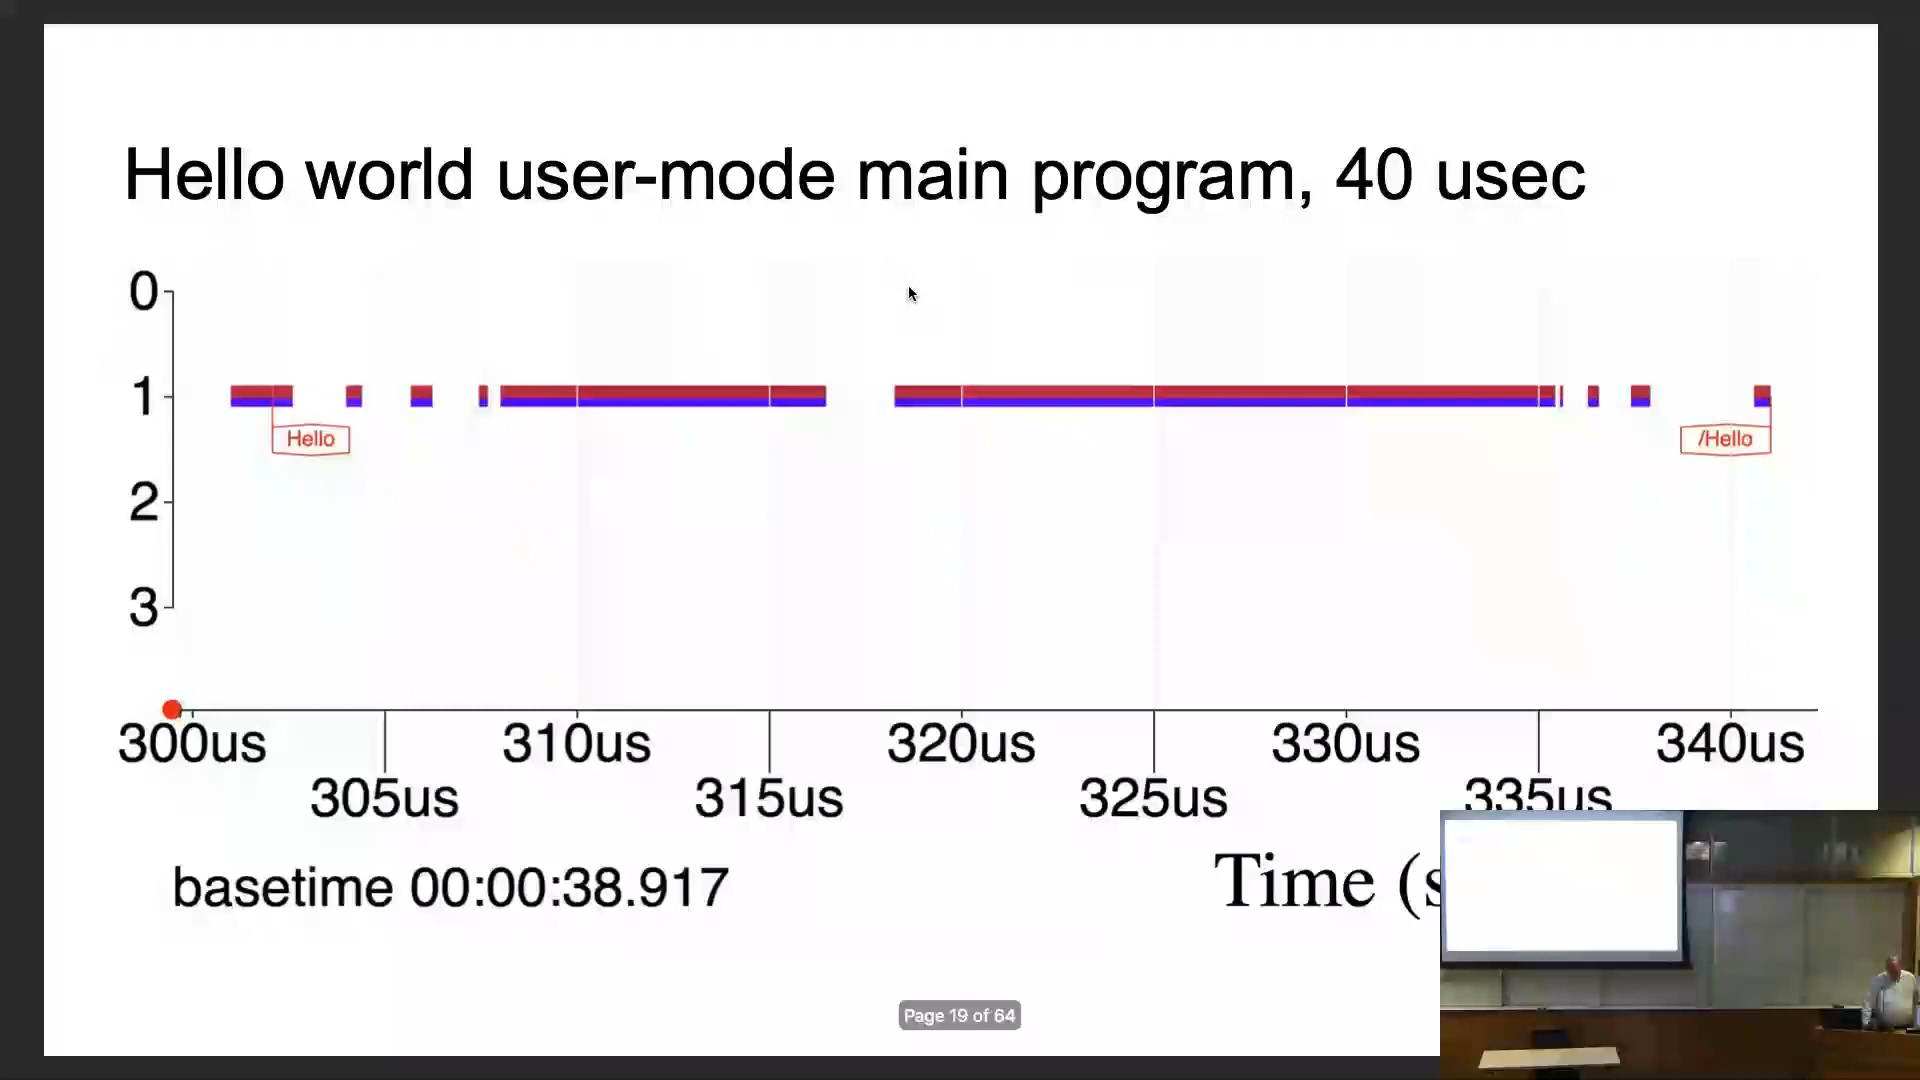 Hello world user-mode main program, 40 usec
0
1
Hello
/Hello
2
3
300us 310us 320us 330us 340us
305us 315us 325us 335us
basetime 00:00:38.917
Time (s
Page 19 of 64